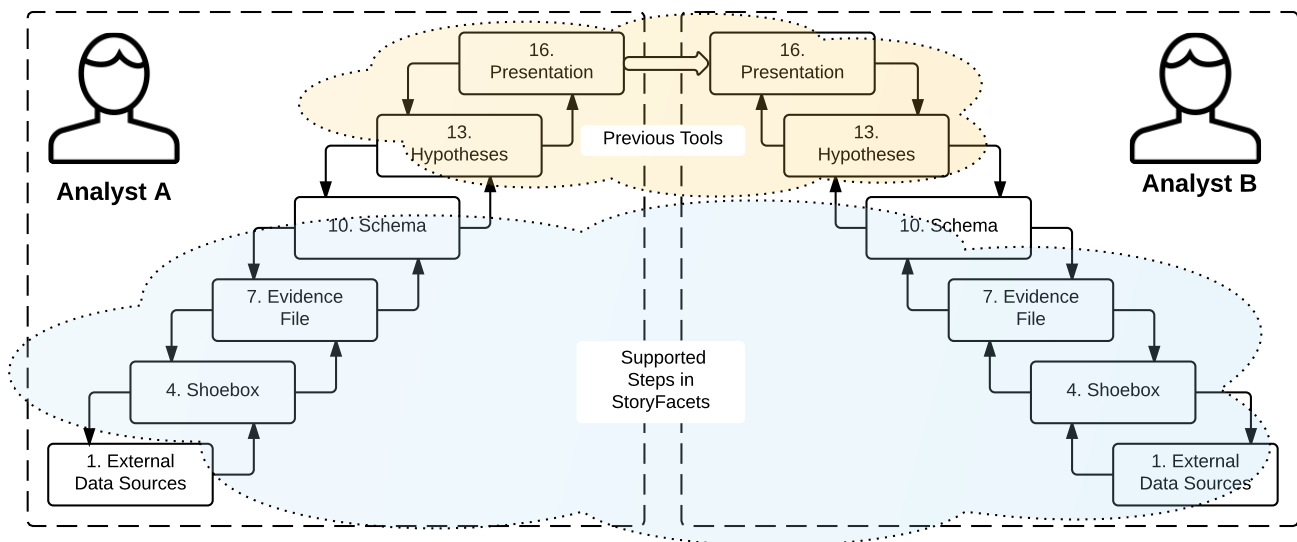 Analyst A
16.
Presentation
13.
Hypotheses
10. Schema
7. Evidence
File
4. Shoebox
1. External
Data Sources
Previous Tools
Supported
Steps in
StoryFacets
16.
Presentation
13.
Hypotheses
10. Schema
7. Evidence
File
4. Shoebox
1. External
Data Sources
Analyst B